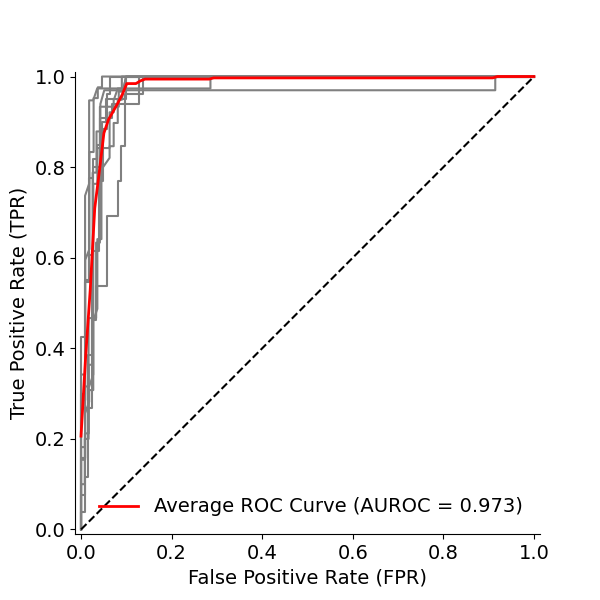 1.0
0.8
0.6
0.4
0.2
0.0
True Positive Rate (TPR)
Average ROC Curve (AUROC = 0.973)
0.0 0.2 0.4 0.6 0.8 1.0
False Positive Rate (FPR)